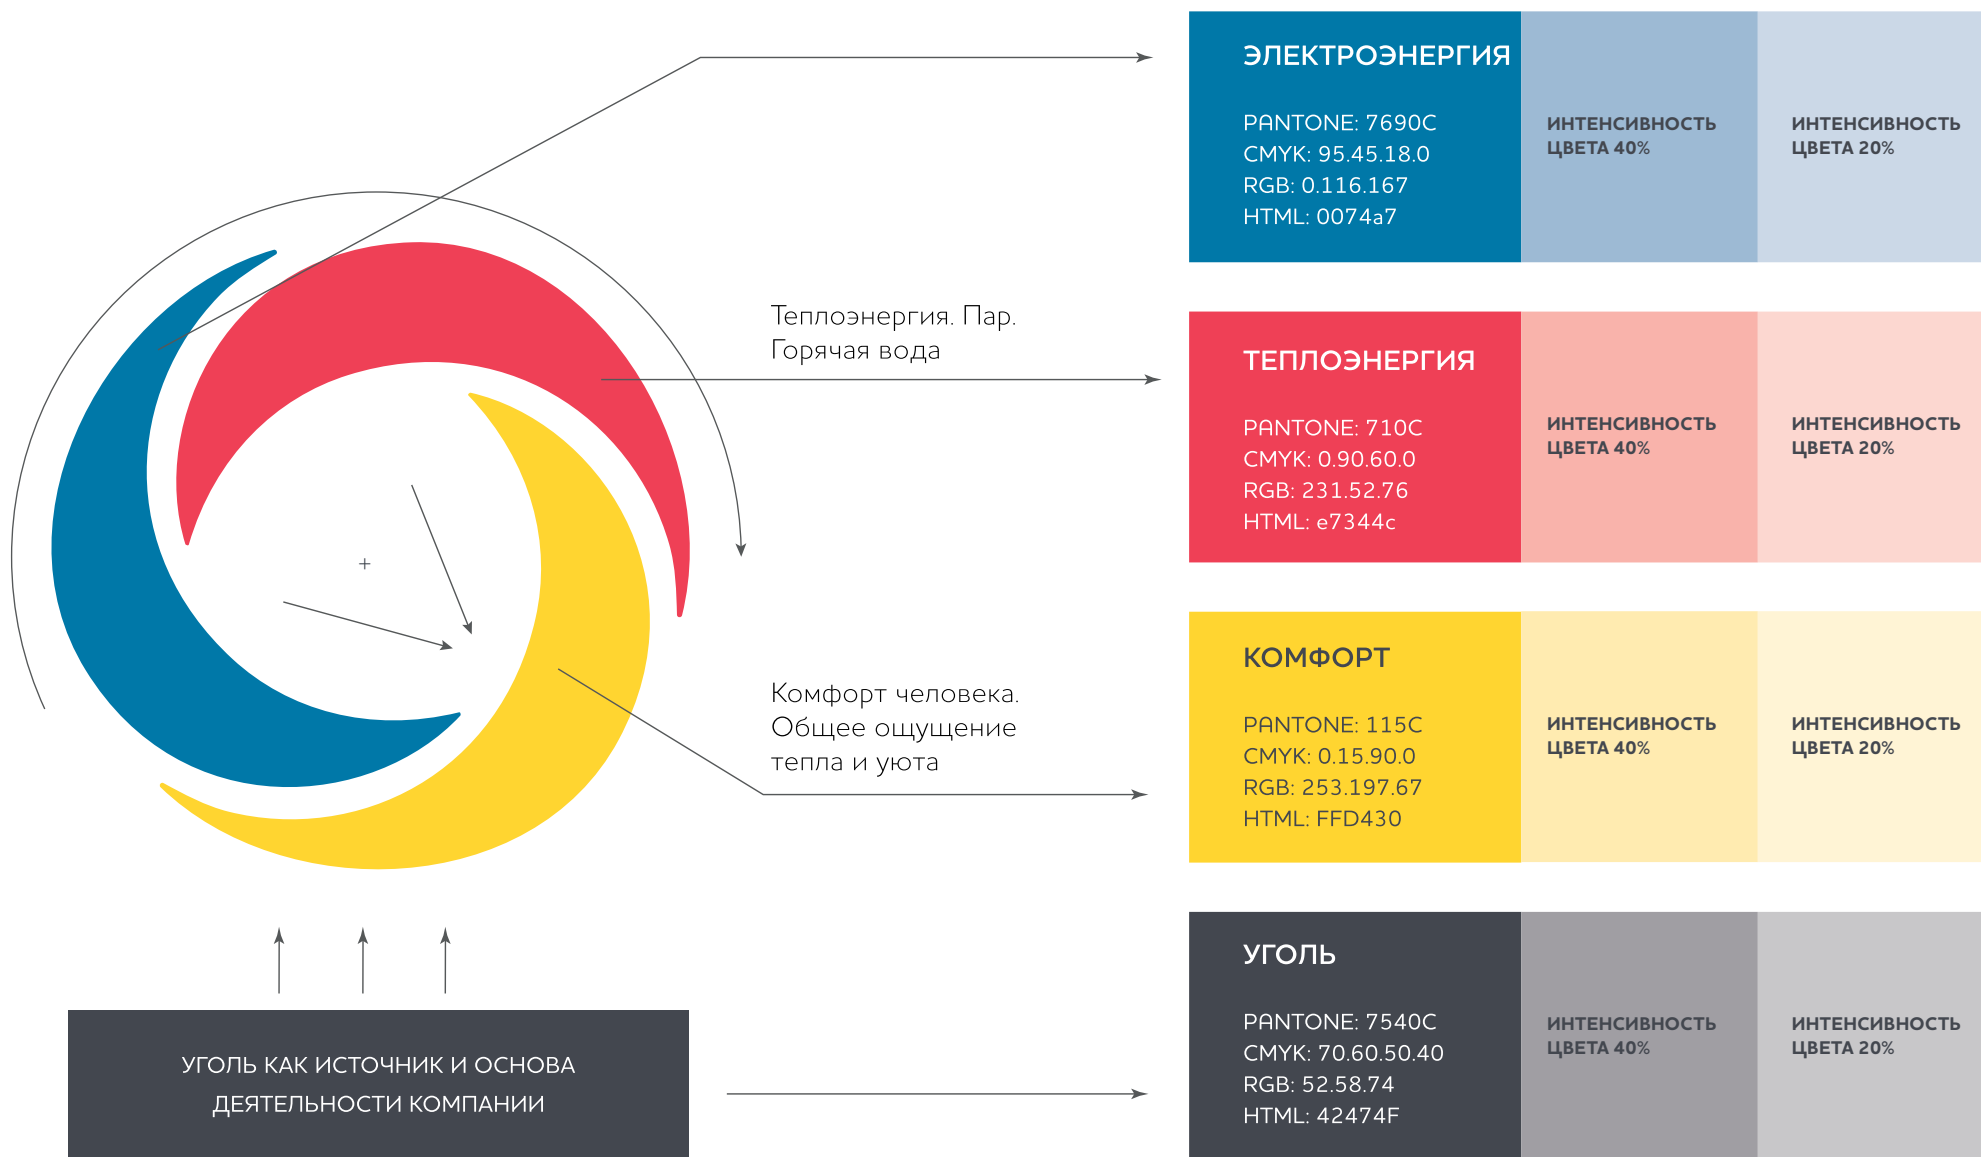 ЭЛЕКТРОЭНЕРГИЯ
PANTONE: 7690C
CMYK: 95.45.18.0
RGB: 0.116.167
HTML: 0074a7
ИНТЕНСИВНОСТЬ
ЦВЕТА 40%
ИНТЕНСИВНОСТЬ
ЦВЕТА 20%
Теплоэнергия. Пар.
Горячая вода
ТЕПЛОЭНЕРГИЯ
PANTONE: 710C
CMYK: 0.90.60.0
RGB: 231.52.76
HTML: e7344c
ИНТЕНСИВНОСТЬ
ЦВЕТА 40%
ИНТЕНСИВНОСТЬ
ЦВЕТА 20%
Комфорт человека.
Общее ощущение
тепла и уюта
КОМФОРТ
PANTONE: 115C
CMYK: 0.15.90.0
RGB: 253.197.67
HTML: FFD430
ИНТЕНСИВНОСТЬ
ЦВЕТА 40%
ИНТЕНСИВНОСТЬ
ЦВЕТА 20%
УГОЛЬ КАК ИСТОЧНИК И ОСНОВА
ДЕЯТЕЛЬНОСТИ КОМПАНИИ
УГОЛЬ
PANTONE: 7540C
CMYK: 70.60.50.40
RGB: 52.58.74
HTML: 42474F
ИНТЕНСИВНОСТЬ
ЦВЕТА 40%
ИНТЕНСИВНОСТЬ
ЦВЕТА 20%